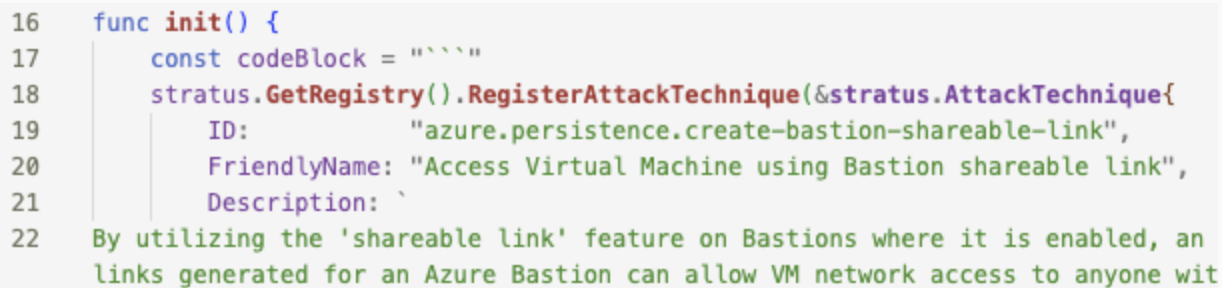 16 func init() {
17 const codeBlock = "```"
18 stratus.GetRegistry().RegisterAttackTechnique(&stratus.AttackTechnique{
19 ID: "azure.persistence.create-bastion-shareable-link",
20 FriendlyName: "Access Virtual Machine using Bastion shareable link",
21 Description: `
22 By utilizing the 'shareable link' feature on Bastions where it is enabled, an
links generated for an Azure Bastion can allow VM network access to anyone wit